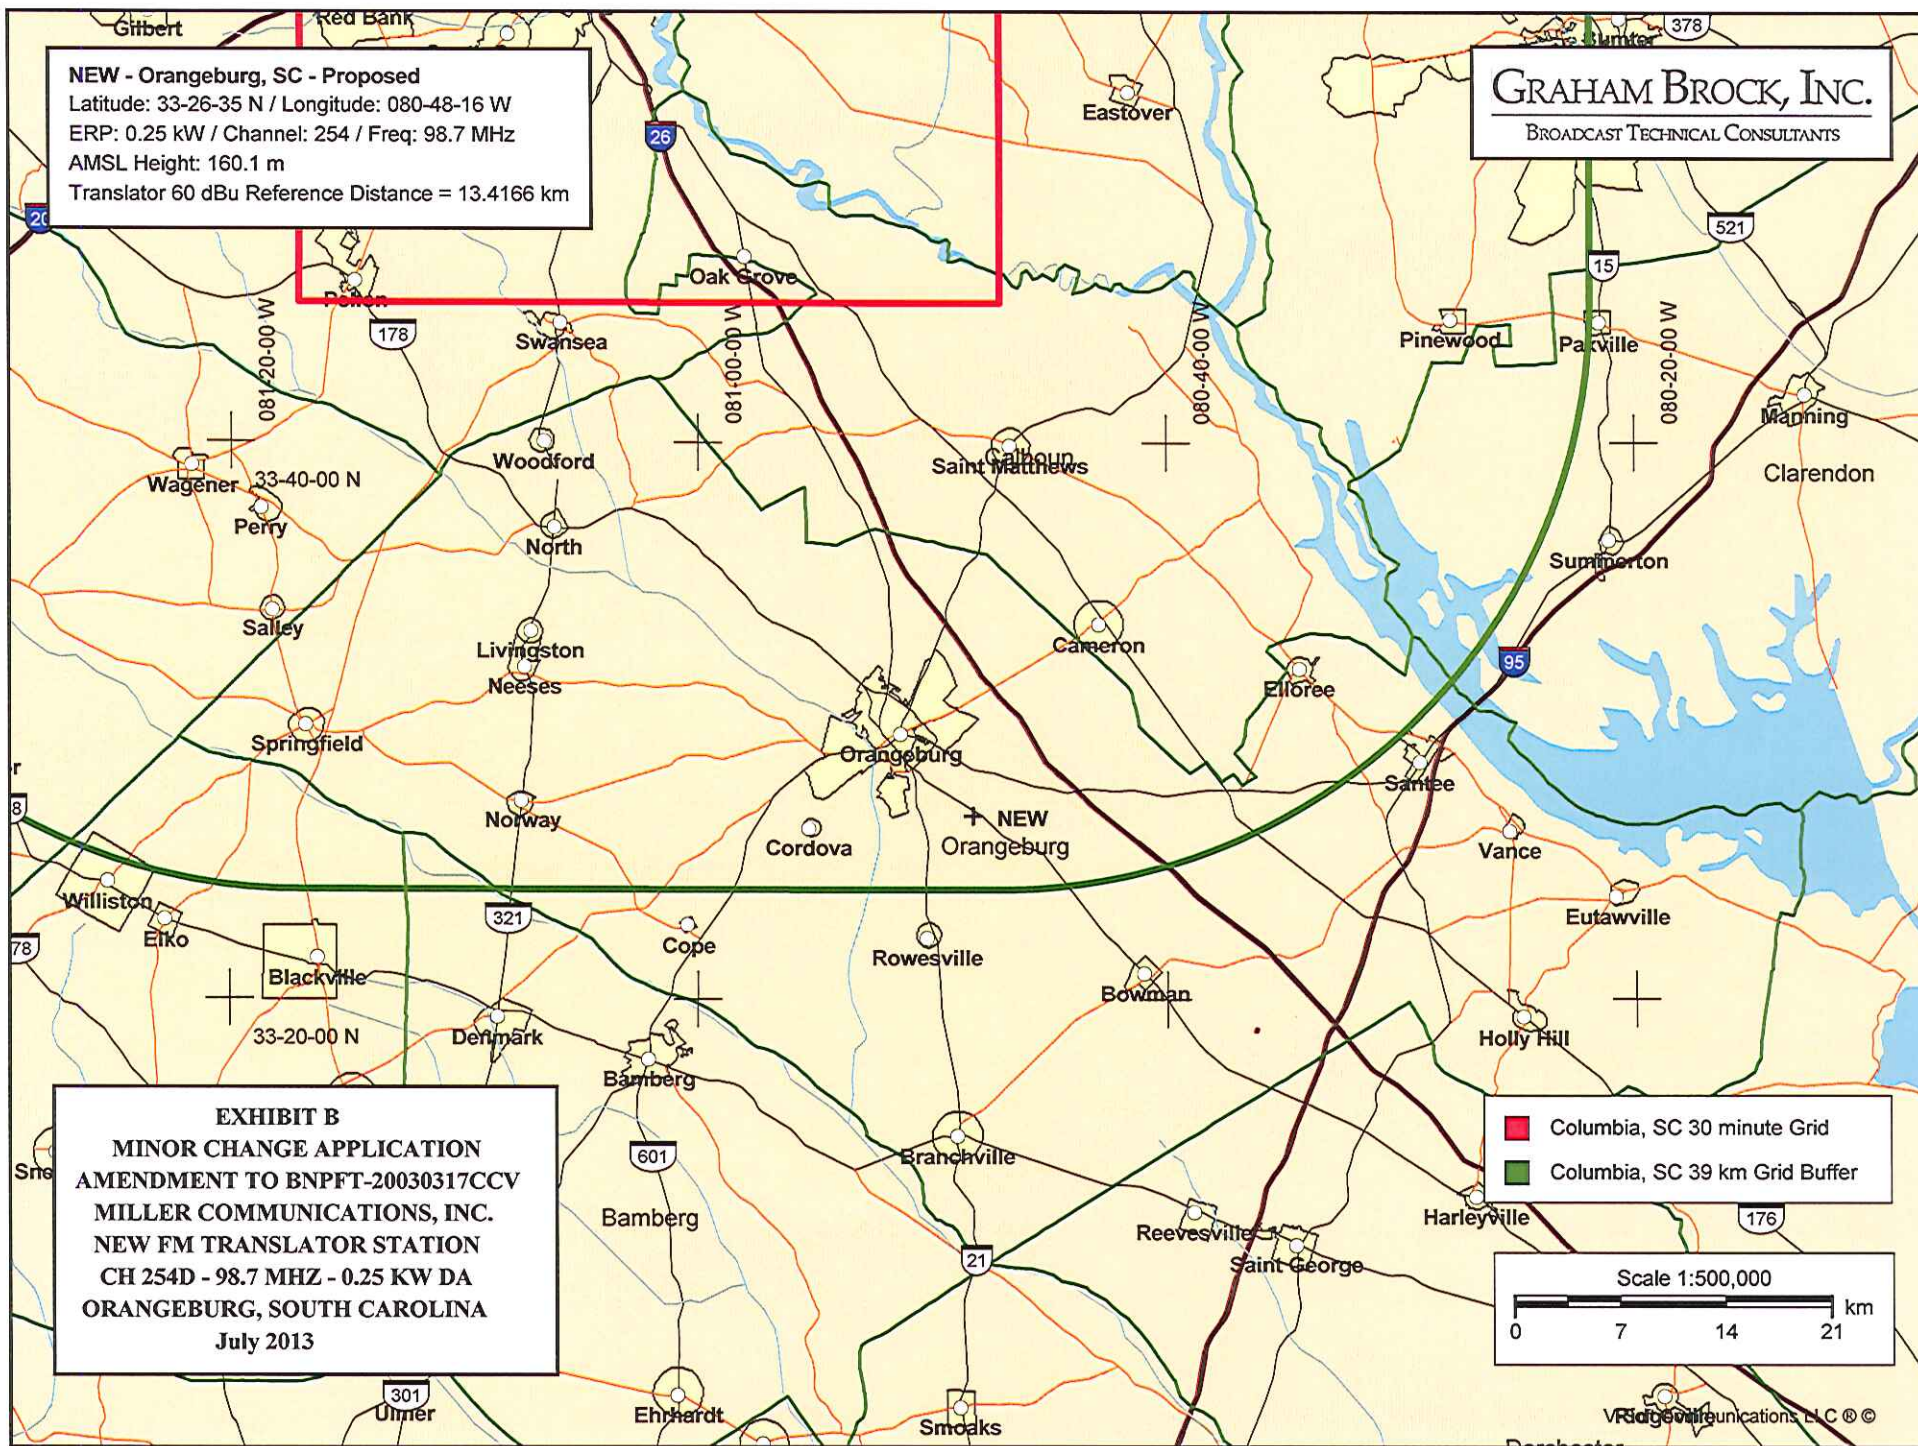 Gilbert
Red Bank
Sumter
378
NEW - Orangeburg, SC - Proposed
Latitude: 33-26-35 N / Longitude: 080-48-16 W
ERP: 0.25 kW / Channel: 254 / Freq: 98.7 MHz
AMSL Height: 160.1 m
Translator 60 dBu Reference Distance = 13.4166 km
GRAHAM BROCK, INC.
BROADCAST TECHNICAL CONSULTANTS
Eastover
26
20
521
15
Oak Grove
Pelion
178
Swansea
Pinewood
Paxville
081-20-00 W
081-00-00 W
080-40-00 W
080-20-00 W
Manning
Woodford
Calhoun
Saint Matthews
Clarendon
Wagener
33-40-00 N
Perry
North
Summerton
Salley
Livingston
Neeses
Cameron
Elloree
95
Springfield
Orangeburg
Santee
r
8
Norway
Cordova
NEW
Orangeburg
Vance
Williston
Elko
321
Cope
Rowesville
Eutawville
78
Blackville
Bowman
33-20-00 N
Denmark
Holly Hill
Bamberg
EXHIBIT B
MINOR CHANGE APPLICATION
AMENDMENT TO BNPFT-20030317CCV
MILLER COMMUNICATIONS, INC.
NEW FM TRANSLATOR STATION
CH 254D - 98.7 MHZ - 0.25 KW DA
ORANGEBURG, SOUTH CAROLINA
July 2013
Columbia, SC 30 minute Grid
Columbia, SC 39 km Grid Buffer
Sne
601
Branchville
Bamberg
Reevesville
Harleyville
176
21
Saint George
Scale 1:500,000
km
0 7 14 21
301
Ulmer
Ehrhardt
Smoaks
Ridgeville
V-Soft Communications LLC ® ©
Dorchester